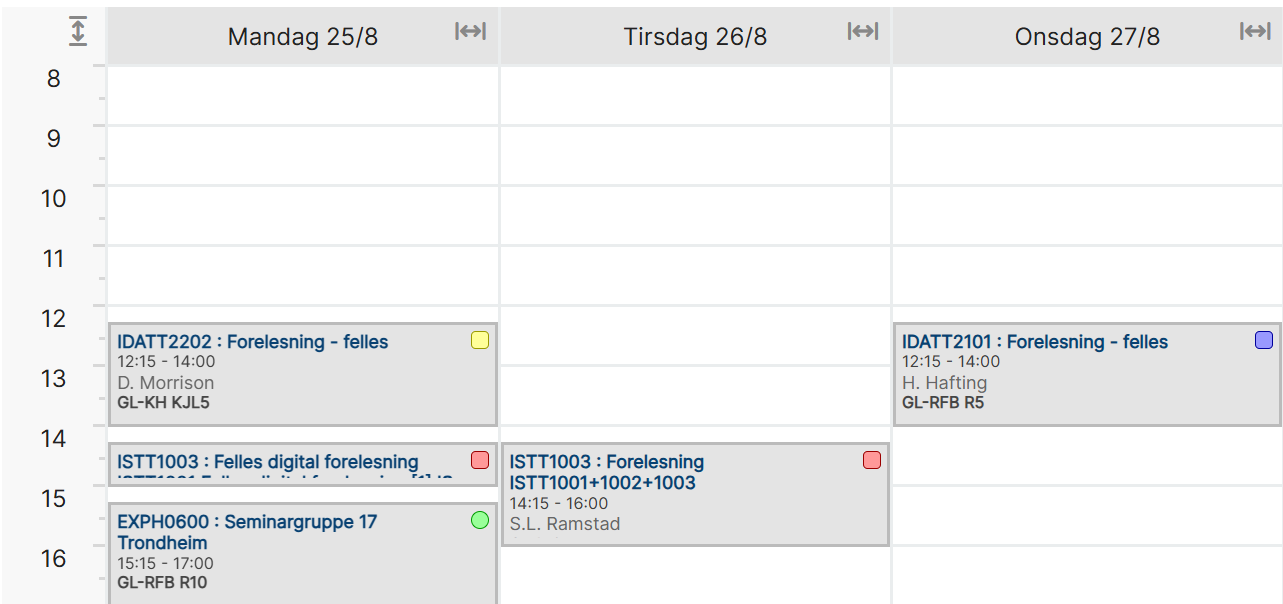 Mandag 25/8
Tirsdag 26/8
Onsdag 27/8
8
9
10
11
12
13
14
15
16
IDATT2202 : Forelesning - felles
12:15 - 14:00
D. Morrison
GL-KH KJL5
ISTT1003 : Felles digital forelesning
EXPH0600 : Seminargruppe 17
Trondheim
15:15 - 17:00
GL-RFB R10
ISTT1003 : Forelesning
ISTT1001+1002+1003
14:15 - 16:00
S.L. Ramstad
IDATT2101 : Forelesning - felles
12:15 - 14:00
H. Hafting
GL-RFB R5